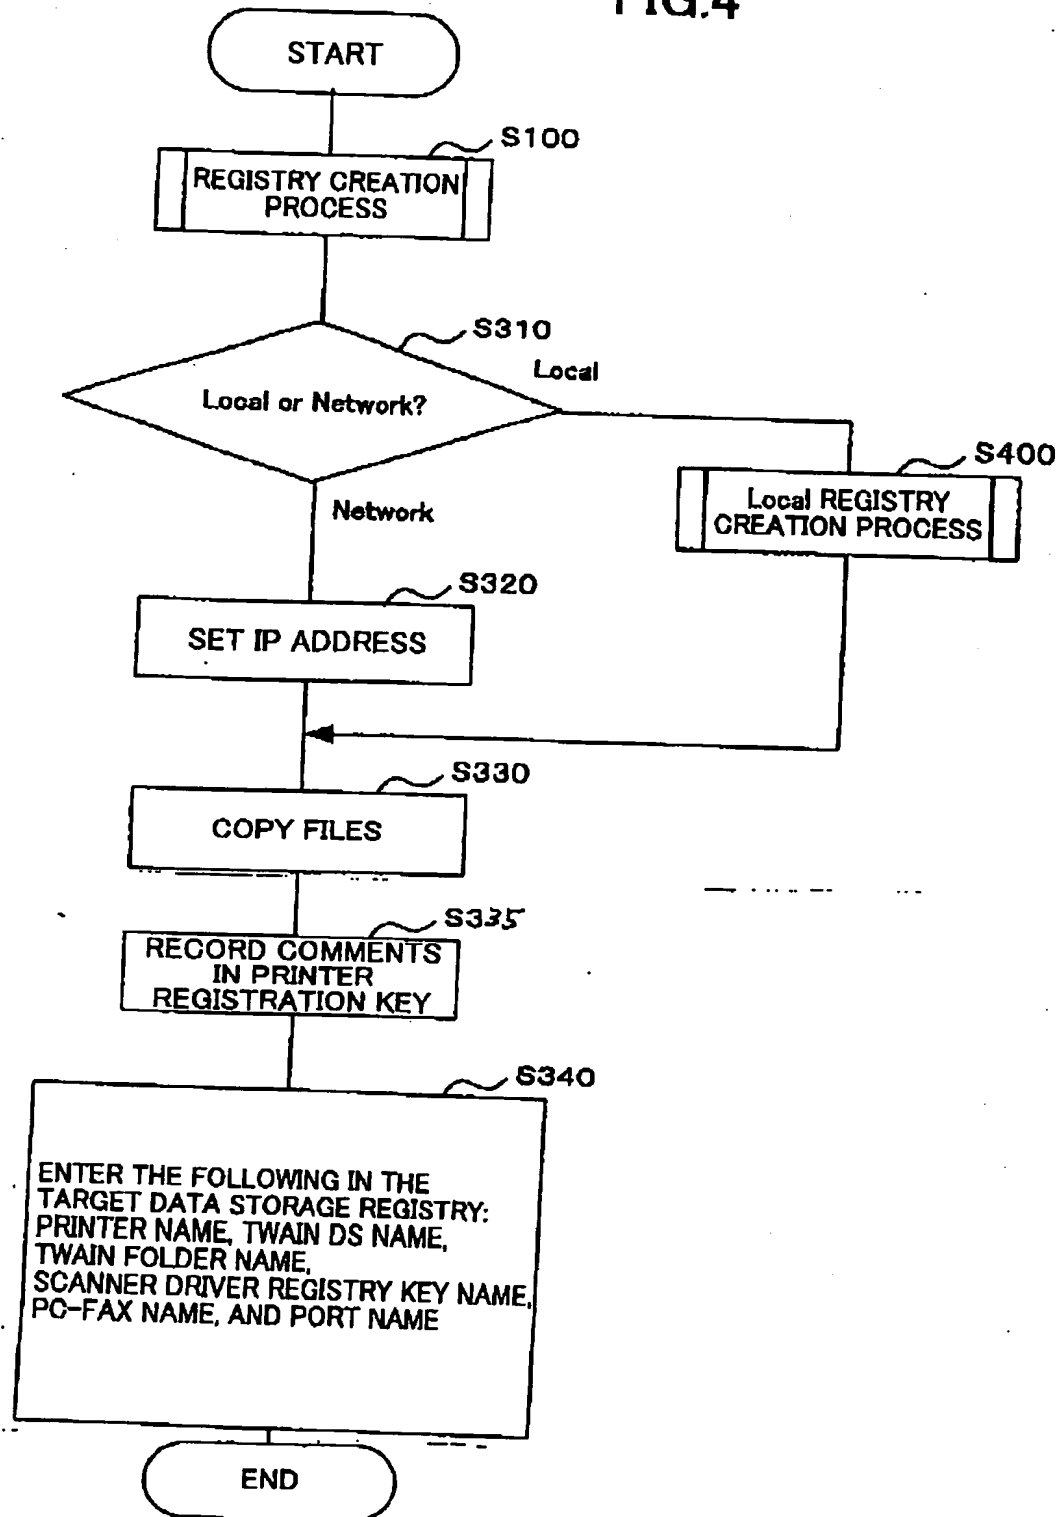 FIG.4
START
S100
REGISTRY CREATION
PROCESS
S310
Local
Local or Network?
S400
Local REGISTRY
CREATION PROCESS
Network
S320
SET IP ADDRESS
S330
COPY FILES
S335
RECORD COMMENTS
IN PRINTER
REGISTRATION KEY
S340
ENTER THE FOLLOWING IN THE
TARGET DATA STORAGE REGISTRY:
PRINTER NAME, TWAIN DS NAME,
TWAIN FOLDER NAME,
SCANNER DRIVER REGISTRY KEY NAME,
PC-FAX NAME, AND PORT NAME
END